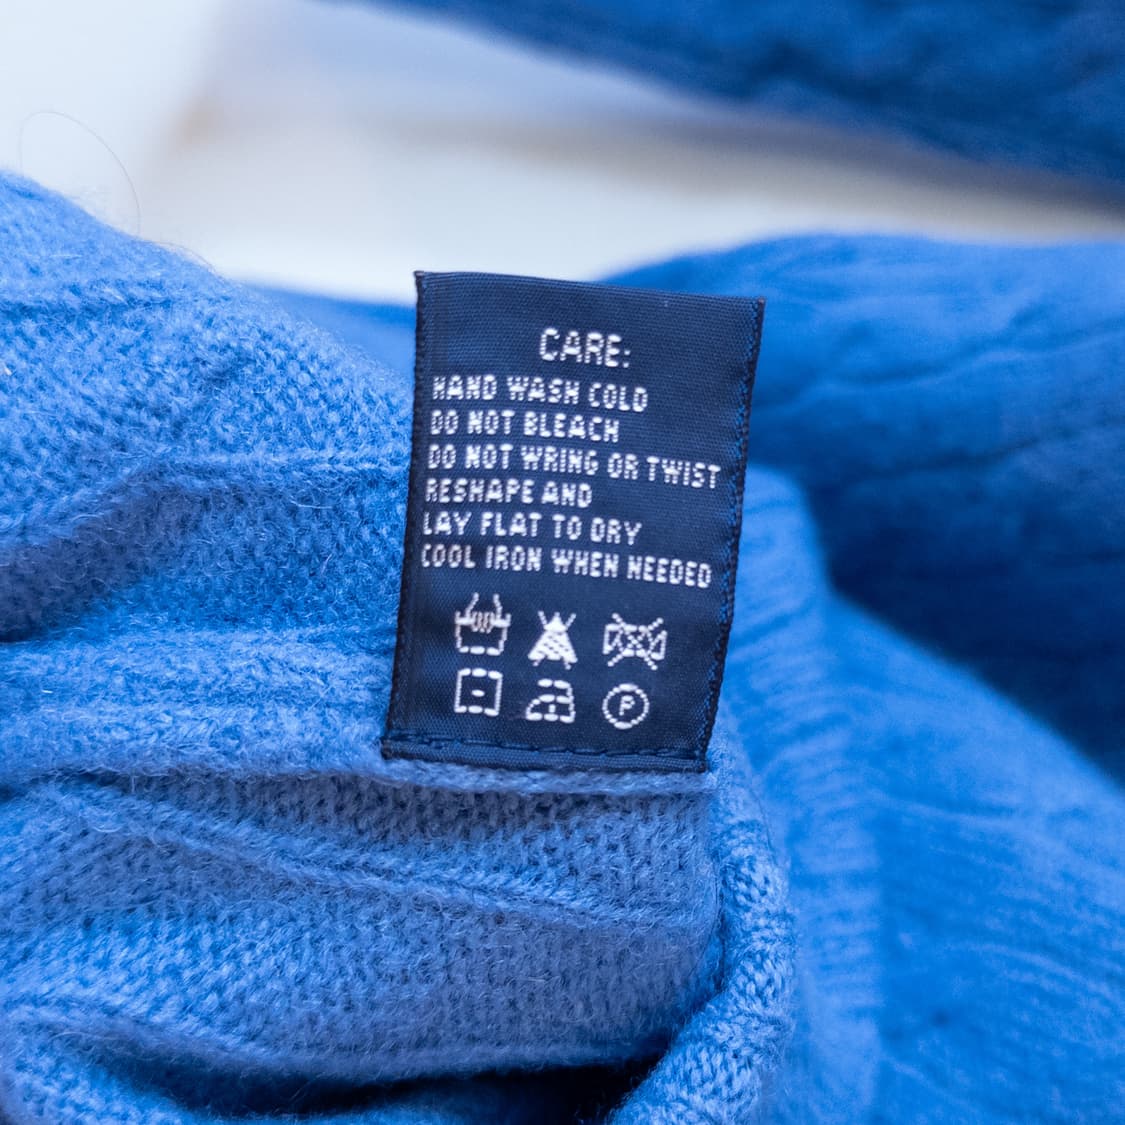 CARE:
HAND WASH COLD
DO NOT BLEACH
DO NOT WRING OR TWIST
RESHAPE AND
LAY FLAT TO DRY
COOL IRON WHEN NEEDED
P